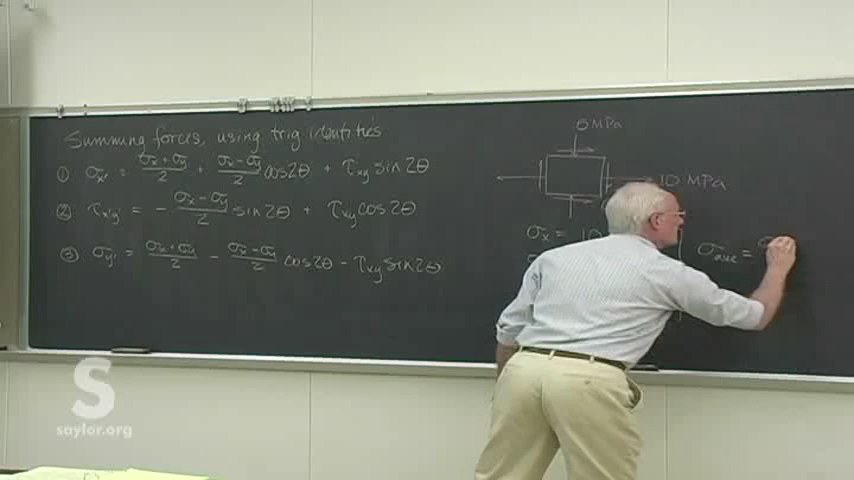 Summing forces, using trig identities
① σx' = σx + σy / 2 + σx − σy / 2 cos2θ + τxy sin2θ
② τx'y' = − σx − σy / 2 sin2θ + τxy cos2θ
③ σy' = σx + σy / 2 − σx − σy / 2 cos2θ − τxy sin2θ
MPa
10 MPa
σx = 10
σave = σ
S
saylor.org